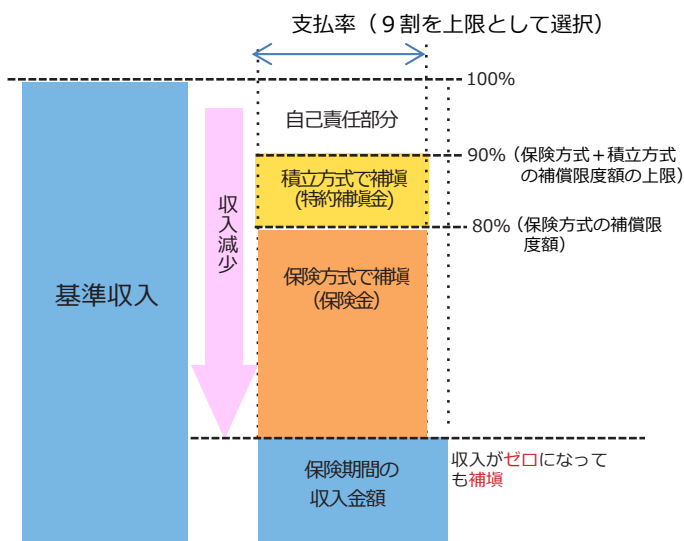 支払率（９割を上限として選択）
100%
自己責任部分
90%（保険方式＋積立方式
の補償限度額の上限）
積立方式で補塡
(特約補塡金)
80%（保険方式の補償限
度額）
収入減少
保険方式で補塡
（保険金）
基準収入
収入がゼロになって
も補塡
保険期間の
収入金額